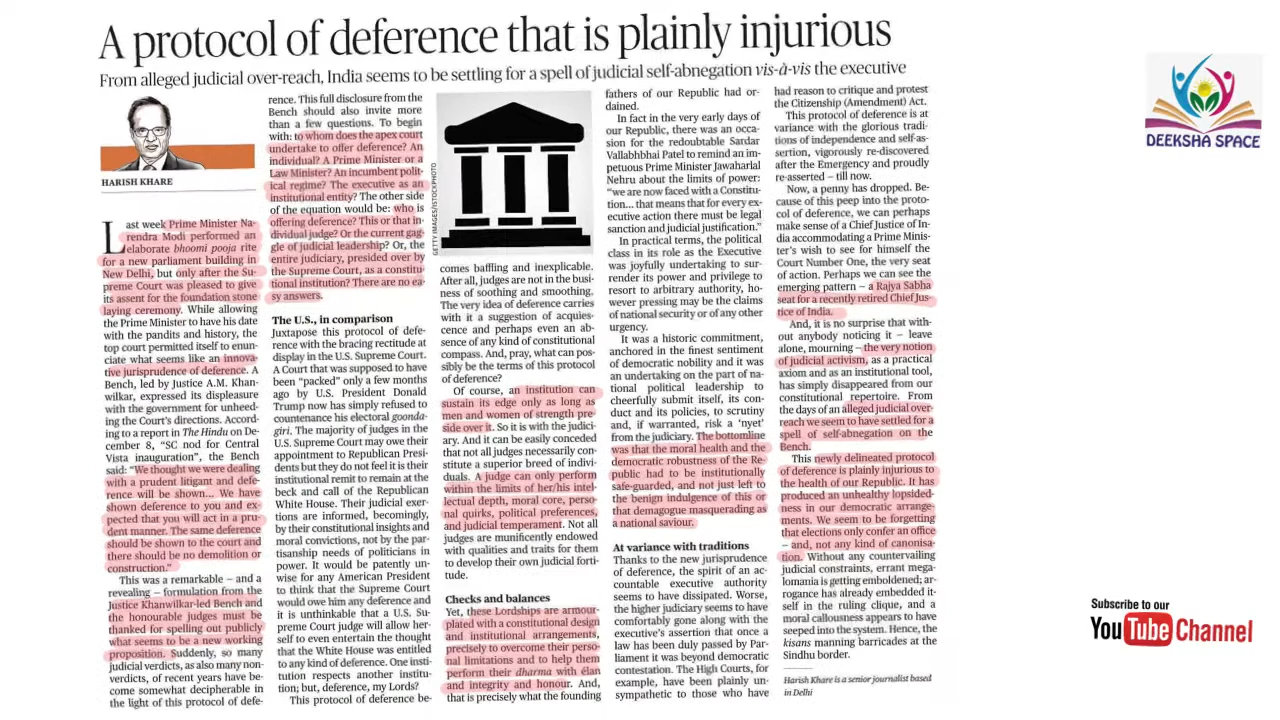 A protocol of deference that is plainly injurious
From alleged judicial over-reach, India seems to be settling for a spell of judicial self-abnegation vis-à-vis the executive
HARISH KHARE
Last week Prime Minister Na-
rendra Modi performed an
elaborate bhoomi pooja rite
for a new parliament building in
New Delhi, but only after the Su-
preme Court was pleased to give
its assent for the foundation stone
laying ceremony. While allowing
the Prime Minister to have his date
with the pandits and history, the
top court permitted itself to enun-
ciate what seems like an innova-
tive jurisprudence of deference. A
Bench, led by Justice A.M. Khan-
wilkar, expressed its displeasure
with the government for unheed-
ing the Court's directions. Accord-
ing to a report in The Hindu on De-
cember 8, “SC nod for Central
Vista inauguration”, the Bench
said: “We thought we were dealing
with a prudent litigant and defe-
rence will be shown... We have
shown deference to you and ex-
pected that you will act in a pru-
dent manner. The same deference
should be shown to the court and
there should be no demolition or
construction.”
This was a remarkable – and a
revealing – formulation from the
Justice Khanwilkar-led Bench and
the honourable judges must be
thanked for spelling out publicly
what seems to be a new working
proposition. Suddenly, so many
judicial verdicts, as also many non-
verdicts, of recent years have be-
come somewhat decipherable in
the light of this protocol of defe-
rence. This full disclosure from the
Bench should also invite more
than a few questions. To begin
with: to whom does the apex court
undertake to offer deference? An
individual? A Prime Minister or a
Law Minister? An incumbent polit-
ical regime? The executive as an
institutional entity? The other side
of the equation would be: who is
offering deference? This or that in-
dividual judge? Or the current gag-
gle of judicial leadership? Or, the
entire judiciary, presided over by
the Supreme Court, as a constitu-
tional institution? There are no ea-
sy answers.
The U.S., in comparison
Juxtapose this protocol of defe-
rence with the bracing rectitude at
display in the U.S. Supreme Court.
A Court that was supposed to have
been “packed” only a few months
ago by U.S. President Donald
Trump now has simply refused to
countenance his electoral goonda-
giri. The majority of judges in the
U.S. Supreme Court may owe their
appointment to Republican Presi-
dents but they do not feel it is their
institutional remit to remain at the
beck and call of the Republican
White House. Their judicial exer-
tions are informed, becomingly,
by their constitutional insights and
moral convictions, not by the par-
tisanship needs of politicians in
power. It would be patently un-
wise for any American President
to think that the Supreme Court
would owe him any deference and
it is unthinkable that a U.S. Su-
preme Court judge will allow her-
self to even entertain the thought
that the White House was entitled
to any kind of deference. One insti-
tution respects another institu-
tion; but, deference, my Lords?
This protocol of deference be-
GETTY IMAGES/ISTOCKPHOTO
comes baffling and inexplicable.
After all, judges are not in the busi-
ness of soothing and smoothing.
The very idea of deference carries
with it a suggestion of acquies-
cence and perhaps even an ab-
sence of any kind of constitutional
compass. And, pray, what can pos-
sibly be the terms of this protocol
of deference?
Of course, an institution can
sustain its edge only as long as
men and women of strength pre-
side over it. So it is with the judici-
ary. And it can be easily conceded
that not all judges necessarily con-
stitute a superior breed of indivi-
duals. A judge can only perform
within the limits of her/his intel-
lectual depth, moral core, perso-
nal quirks, political preferences,
and judicial temperament. Not all
judges are munificently endowed
with qualities and traits for them
to develop their own judicial forti-
tude.
Checks and balances
Yet, these Lordships are armour-
plated with a constitutional design
and institutional arrangements,
precisely to overcome their perso-
nal limitations and to help them
perform their dharma with élan
and integrity and honour. And,
that is precisely what the founding
fathers of our Republic had or-
dained.
In fact in the very early days of
our Republic, there was an occa-
sion for the redoubtable Sardar
Vallabhbhai Patel to remind an im-
petuous Prime Minister Jawaharlal
Nehru about the limits of power:
“we are now faced with a Constitu-
tion... that means that for every ex-
ecutive action there must be legal
sanction and judicial justification.”
In practical terms, the political
class in its role as the Executive
was joyfully undertaking to sur-
render its power and privilege to
resort to arbitrary authority, ho-
wever pressing may be the claims
of national security or of any other
urgency.
It was a historic commitment,
anchored in the finest sentiment
of democratic nobility and it was
an undertaking on the part of na-
tional political leadership to
cheerfully submit itself, its con-
duct and its policies, to scrutiny
and, if warranted, risk a ‘nyet’
from the judiciary. The bottomline
was that the moral health and the
democratic robustness of the Re-
public had to be institutionally
safe-guarded, and not just left to
the benign indulgence of this or
that demagogue masquerading as
a national saviour.
At variance with traditions
Thanks to the new jurisprudence
of deference, the spirit of an ac-
countable executive authority
seems to have dissipated. Worse,
the higher judiciary seems to have
comfortably gone along with the
executive's assertion that once a
law has been duly passed by Par-
liament it was beyond democratic
contestation. The High Courts, for
example, have been plainly un-
sympathetic to those who have
had reason to critique and protest
the Citizenship (Amendment) Act.
This protocol of deference is at
variance with the glorious tradi-
tions of independence and self-as-
sertion, vigorously re-discovered
after the Emergency and proudly
re-asserted – till now.
Now, a penny has dropped. Be-
cause of this peep into the proto-
col of deference, we can perhaps
make sense of a Chief Justice of In-
dia accommodating a Prime Minis-
ter's wish to see for himself the
Court Number One, the very seat
of action. Perhaps we can see the
emerging pattern – a Rajya Sabha
seat for a recently retired Chief Jus-
tice of India.
And, it is no surprise that with-
out anybody noticing it – leave
alone, mourning – the very notion
of judicial activism, as a practical
axiom and as an institutional tool,
has simply disappeared from our
constitutional repertoire. From
the days of an alleged judicial over-
reach we seem to have settled for a
spell of self-abnegation on the
Bench.
This newly delineated protocol
of deference is plainly injurious to
the health of our Republic. It has
produced an unhealthy lopsided-
ness in our democratic arrange-
ments. We seem to be forgetting
that elections only confer an office
– and, not any kind of canonisa-
tion. Without any countervailing
judicial constraints, errant mega-
lomania is getting emboldened; ar-
rogance has already embedded it-
self in the ruling clique, and a
moral callousness appears to have
seeped into the system. Hence, the
kisans manning barricades at the
Sindhu border.
Harish Khare is a senior journalist based
in Delhi
DEEKSHA SPACE
Subscribe to our
YouTube Channel